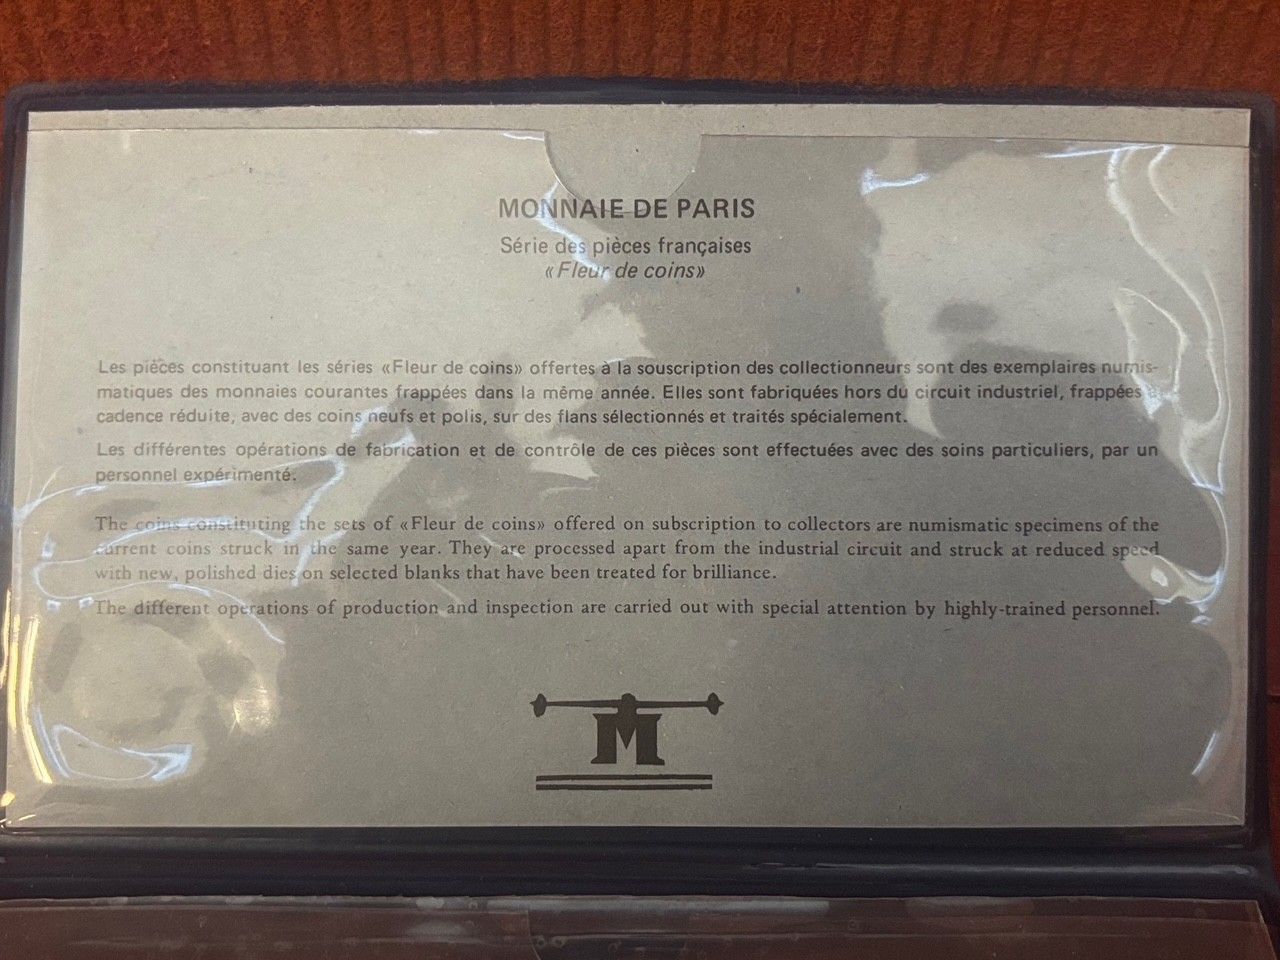 MONNAIE DE PARIS
Série des pièces françaises
«Fleur de coins»
Les pièces constituant les séries «Fleur de coins» offertes à la souscription des collectionneurs sont des exemplaires numis-
matiques des monnaies courantes frappées dans la même année. Elles sont fabriquées hors du circuit industriel, frappées à
cadence réduite, avec des coins neufs et polis, sur des flans sélectionnés et traités spécialement.
Les différentes opérations de fabrication et de contrôle de ces pièces sont effectuées avec des soins particuliers, par un
personnel expérimenté.
The coins constituting the sets of «Fleur de coins» offered on subscription to collectors are numismatic specimens of the
current coins struck in the same year. They are processed apart from the industrial circuit and struck at reduced speed
with new, polished dies on selected blanks that have been treated for brilliance.
The different operations of production and inspection are carried out with special attention by highly-trained personnel.
M